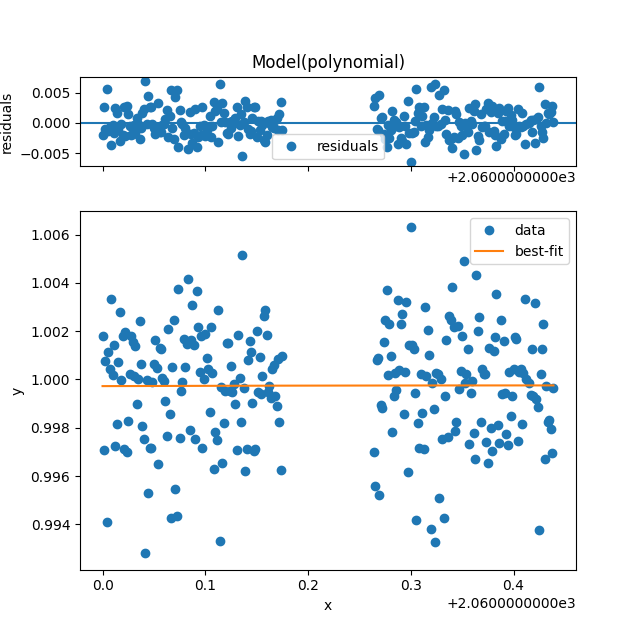 Model(polynomial)
0.005
0.000
−0.005
residuals
residuals
+2.0600000000e3
1.006
1.004
1.002
1.000
0.998
0.996
0.994
y
data
best-fit
0.0
0.1
0.2
0.3
0.4
+2.0600000000e3
x